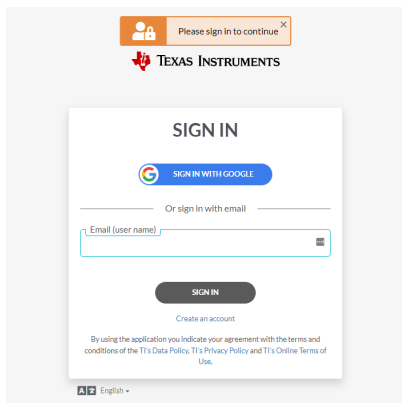 Please sign in to continue ×
TEXAS INSTRUMENTS
SIGN IN
SIGN IN WITH GOOGLE
Or sign in with email
Email (user name)
SIGN IN
Create an account
By using the application you indicate your agreement with the terms and
conditions of the TI's Data Policy, TI's Privacy Policy and TI's Online Terms of
Use.
English